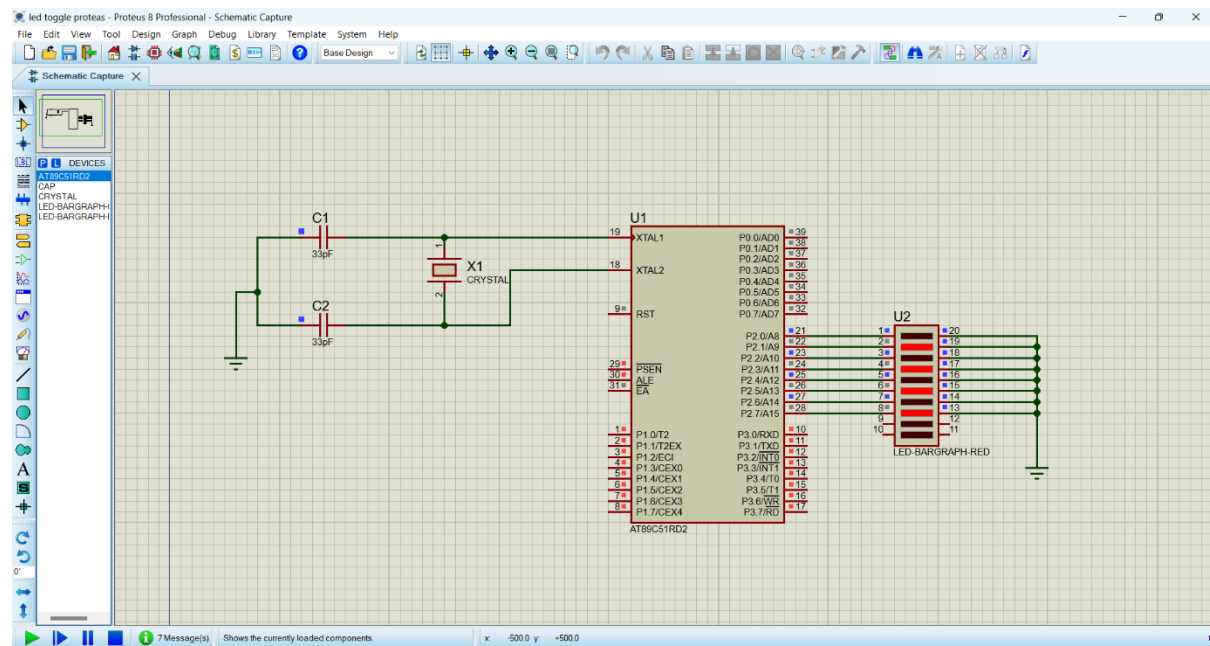 led toggle proteas - Proteus 8 Professional - Schematic Capture
File Edit View Tool Design Graph Debug Library Template System Help
Base Design
Schematic Capture
P L DEVICES
AT89C51RD2
CAP
CRYSTAL
LED-BARGRAPH-
LED-BARGRAPH-
C1
33pF
C2
33pF
1
X1
CRYSTAL
2
U1
19 XTAL1
18 XTAL2
9 RST
29 PSEN
30 ALE
31 EA
1 P1.0/T2
2 P1.1/T2EX
3 P1.2/ECI
4 P1.3/CEX0
5 P1.4/CEX1
6 P1.5/CEX2
7 P1.6/CEX3
8 P1.7/CEX4
P0.0/AD0 39
P0.1/AD1 38
P0.2/AD2 37
P0.3/AD3 36
P0.4/AD4 35
P0.5/AD5 34
P0.6/AD6 33
P0.7/AD7 32
P2.0/A8 21
P2.1/A9 22
P2.2/A10 23
P2.3/A11 24
P2.4/A12 25
P2.5/A13 26
P2.6/A14 27
P2.7/A15 28
P3.0/RXD 10
P3.1/TXD 11
P3.2/INT0 12
P3.3/INT1 13
P3.4/T0 14
P3.5/T1 15
P3.6/WR 16
P3.7/RD 17
AT89C51RD2
U2
1 20
2 19
3 18
4 17
5 16
6 15
7 14
8 13
9 12
10 11
LED-BARGRAPH-RED
A
S
0°
7 Message(s) Shows the currently loaded components. x: -500.0 y: +500.0